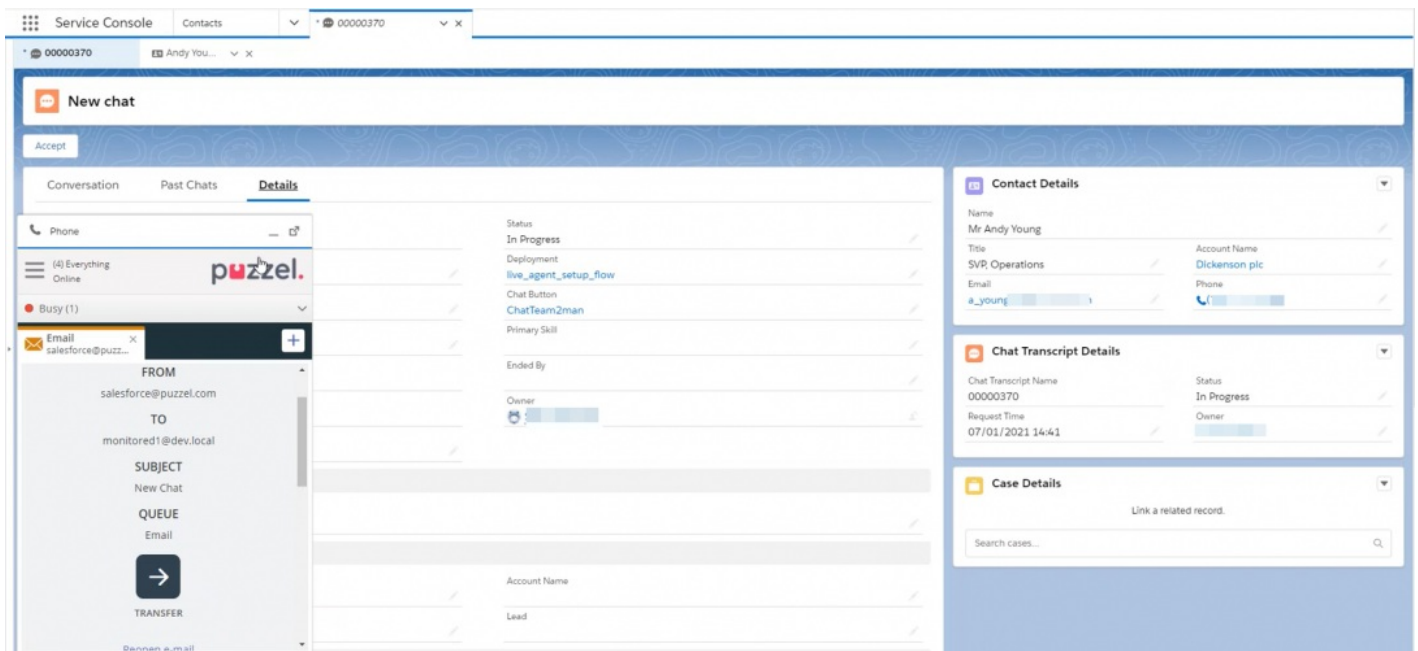 Service Console
Contacts
* 00000370
* 00000370
Andy You...
New chat
Accept
Conversation
Past Chats
Details
Phone
(4) Everything
Online
puzzel.
Busy (1)
Email
salesforce@puzz...
FROM
salesforce@puzzel.com
TO
monitored1@dev.local
SUBJECT
New Chat
QUEUE
Email
TRANSFER
Reopen e-mail
Status
In Progress
Deployment
live_agent_setup_flow
Chat Button
ChatTeam2man
Primary Skill
Ended By
Owner
Account Name
Lead
Contact Details
Name
Mr Andy Young
Title
SVP, Operations
Account Name
Dickenson plc
Email
a_young
Phone
Chat Transcript Details
Chat Transcript Name
00000370
Status
In Progress
Request Time
07/01/2021 14:41
Owner
Case Details
Link a related record.
Search cases...